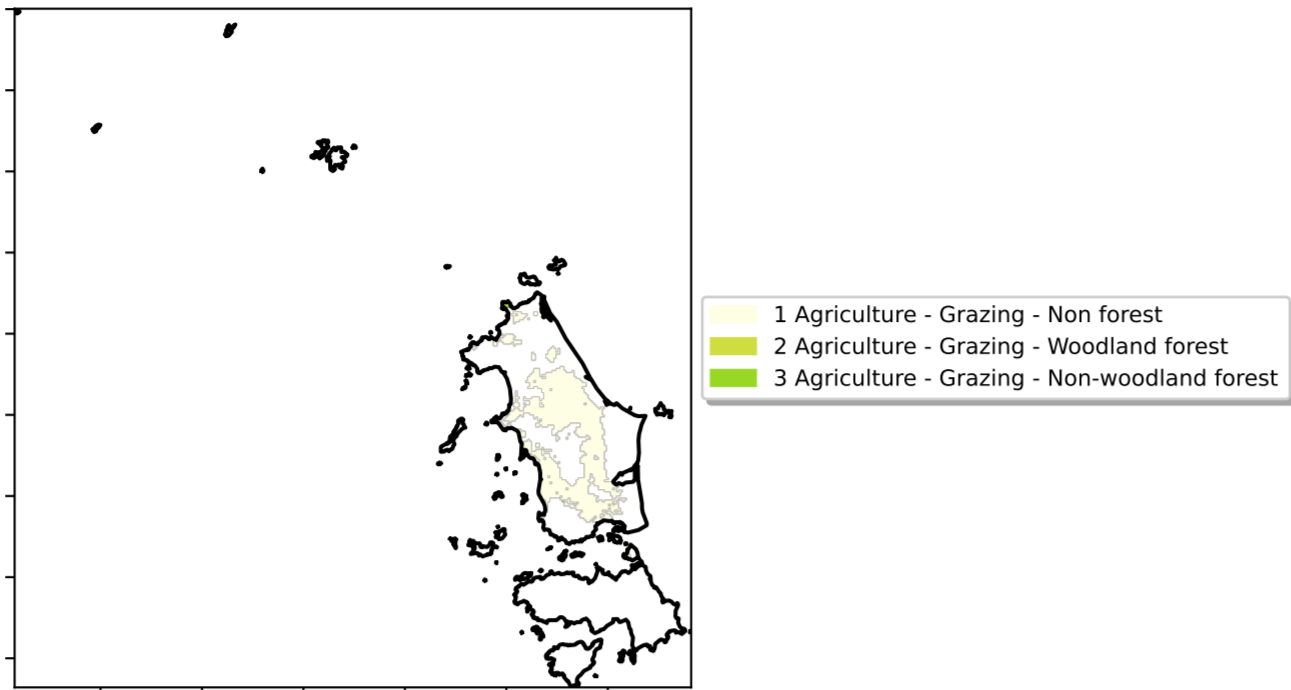 1 Agriculture - Grazing - Non forest
2 Agriculture - Grazing - Woodland forest
3 Agriculture - Grazing - Non-woodland forest